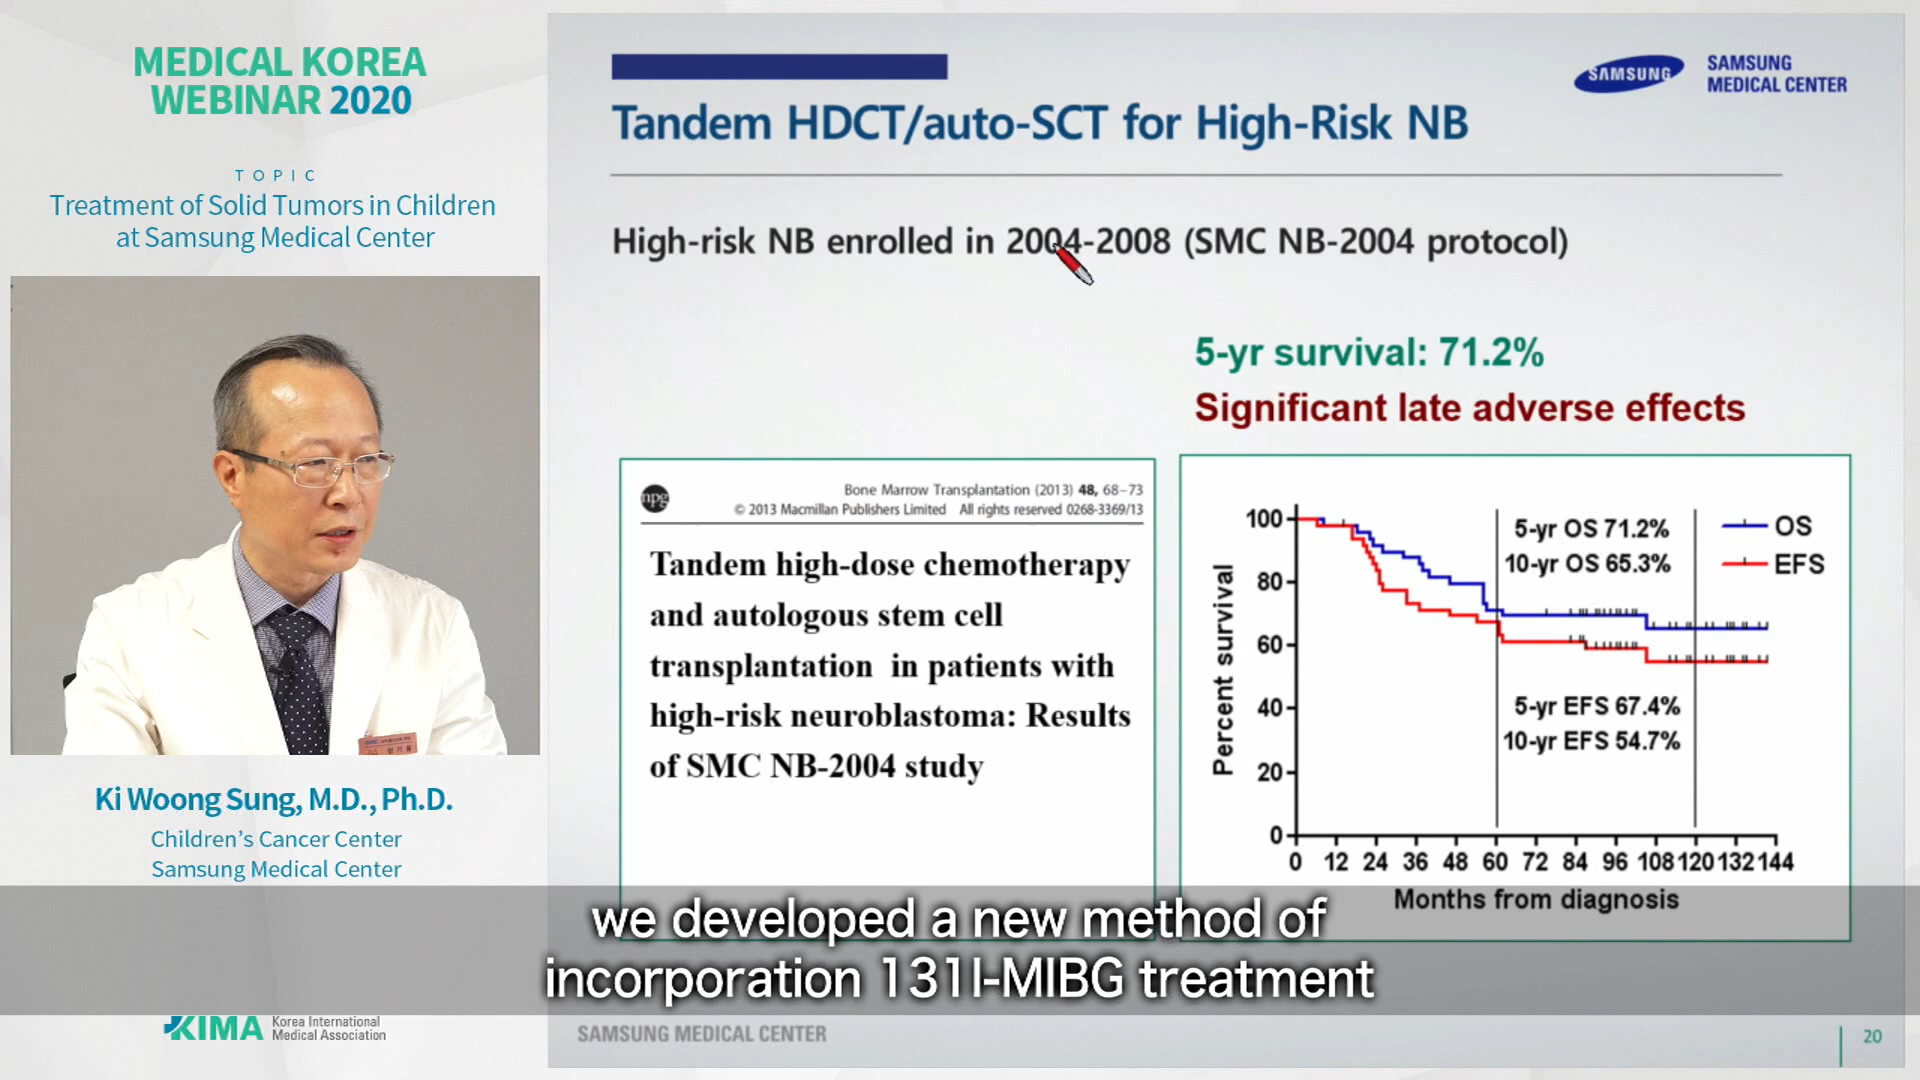 MEDICAL KOREA
WEBINAR 2020
TOPIC
Treatment of Solid Tumors in Children
at Samsung Medical Center
Ki Woong Sung, M.D., Ph.D.
Children's Cancer Center
Samsung Medical Center
KIMA
Korea International
Medical Association
SAMSUNG
SAMSUNG
MEDICAL CENTER
Tandem HDCT/auto-SCT for High-Risk NB
High-risk NB enrolled in 2004-2008 (SMC NB-2004 protocol)
5-yr survival: 71.2%
Significant late adverse effects
npg
Bone Marrow Transplantation (2013) 48, 68–73
© 2013 Macmillan Publishers Limited All rights reserved 0268-3369/13
Tandem high-dose chemotherapy
and autologous stem cell
transplantation in patients with
high-risk neuroblastoma: Results
of SMC NB-2004 study
Percent survival
100
80
60
40
20
0
5-yr OS 71.2%
10-yr OS 65.3%
OS
EFS
5-yr EFS 67.4%
10-yr EFS 54.7%
0 12 24 36 48 60 72 84 96 108 120 132 144
Months from diagnosis
we developed a new method of
incorporation 131I-MIBG treatment
SAMSUNG MEDICAL CENTER
20